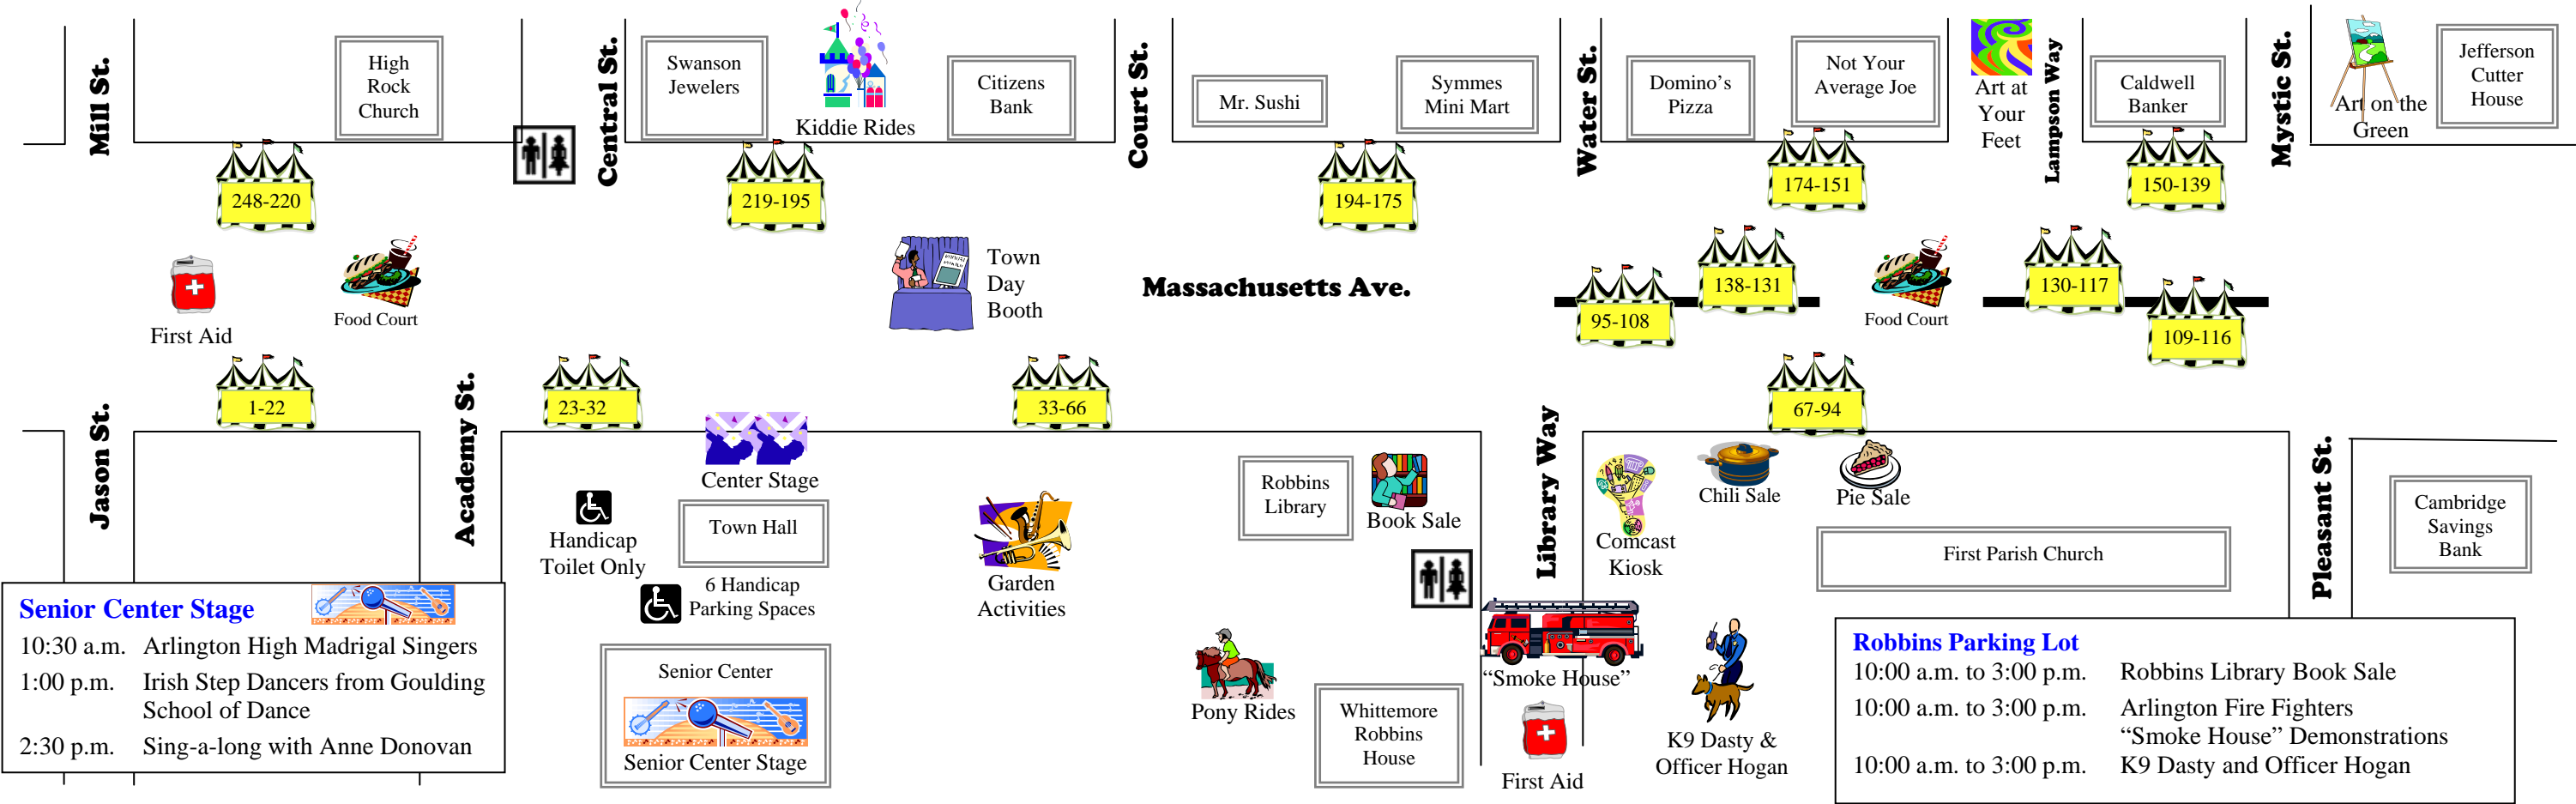 Mill St.
High
Rock
Church
Central St.
Swanson
Jewelers
Kiddie Rides
Citizens
Bank
Court St.
Mr. Sushi
Symmes
Mini Mart
Water St.
Domino’s
Pizza
Not Your
Average Joe
Art at
Your
Feet
Lampson Way
Caldwell
Banker
Mystic St.
Art on the
Green
Jefferson
Cutter
House
248-220
219-195
194-175
174-151
150-139
First Aid
Food Court
Town
Day
Booth
Massachusetts Ave.
95-108
138-131
Food Court
130-117
109-116
Jason St.
1-22
Academy St.
23-32
33-66
Library Way
67-94
Pleasant St.
Center Stage
Handicap
Toilet Only
Town Hall
6 Handicap
Parking Spaces
Garden
Activities
Robbins
Library
Book Sale
Comcast
Kiosk
Chili Sale
Pie Sale
First Parish Church
Cambridge
Savings
Bank
Senior Center Stage
10:30 a.m. Arlington High Madrigal Singers
1:00 p.m. Irish Step Dancers from Goulding
School of Dance
2:30 p.m. Sing-a-long with Anne Donovan
Senior Center
Senior Center Stage
Pony Rides
Whittemore
Robbins
House
“Smoke House”
First Aid
K9 Dasty &
Officer Hogan
Robbins Parking Lot
10:00 a.m. to 3:00 p.m. Robbins Library Book Sale
10:00 a.m. to 3:00 p.m. Arlington Fire Fighters
“Smoke House” Demonstrations
10:00 a.m. to 3:00 p.m. K9 Dasty and Officer Hogan